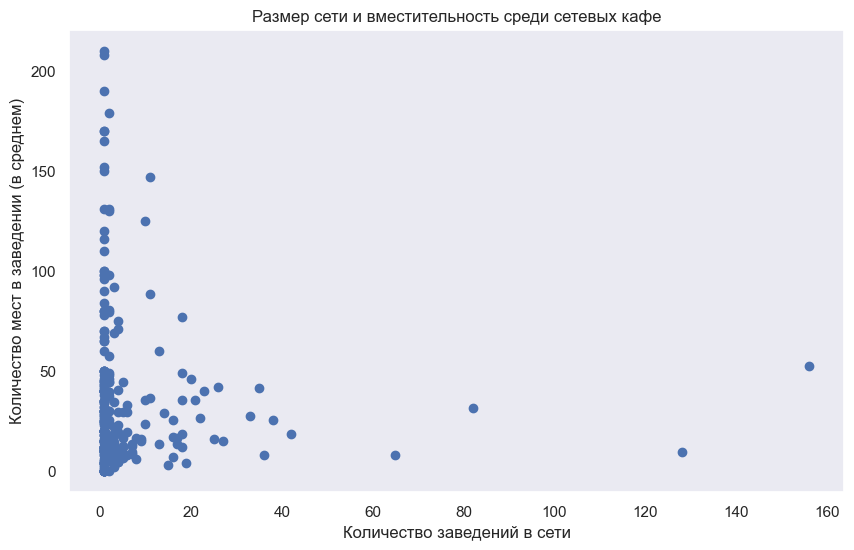 Размер сети и вместительность среди сетевых кафе
Количество мест в заведении (в среднем)
200
150
100
50
0
0 20 40 60 80 100 120 140 160
Количество заведений в сети